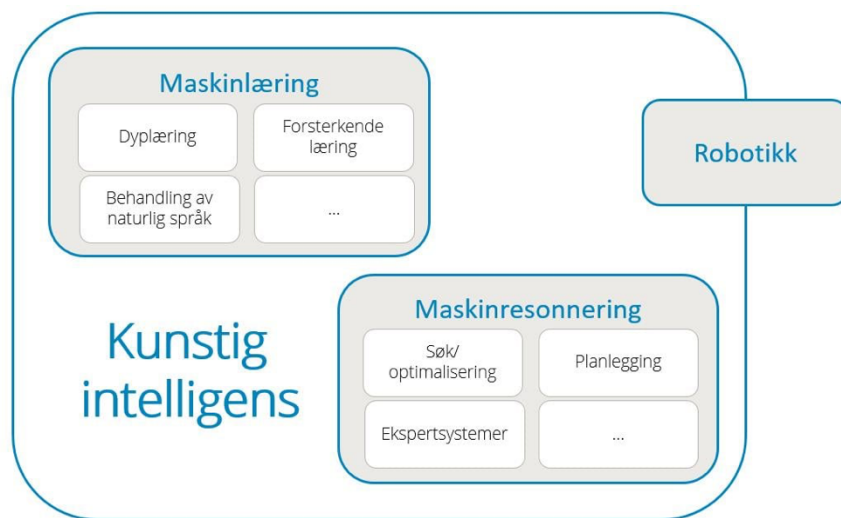 Maskinlæring
Dyplæring
Forsterkende
læring
Behandling av
naturlig språk
...
Robotikk
Kunstig
intelligens
Maskinresonnering
Søk/
optimalisering
Planlegging
Ekspertsystemer
...